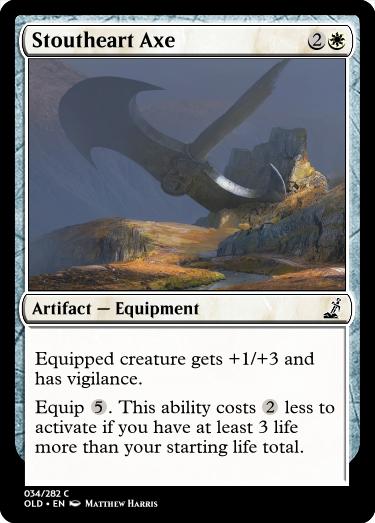 Stoutheart Axe 2
Artifact — Equipment
Equipped creature gets +1/+3 and
has vigilance.
Equip 5. This ability costs 2 less to
activate if you have at least 3 life
more than your starting life total.
034/282 C
OLD • EN Matthew Harris